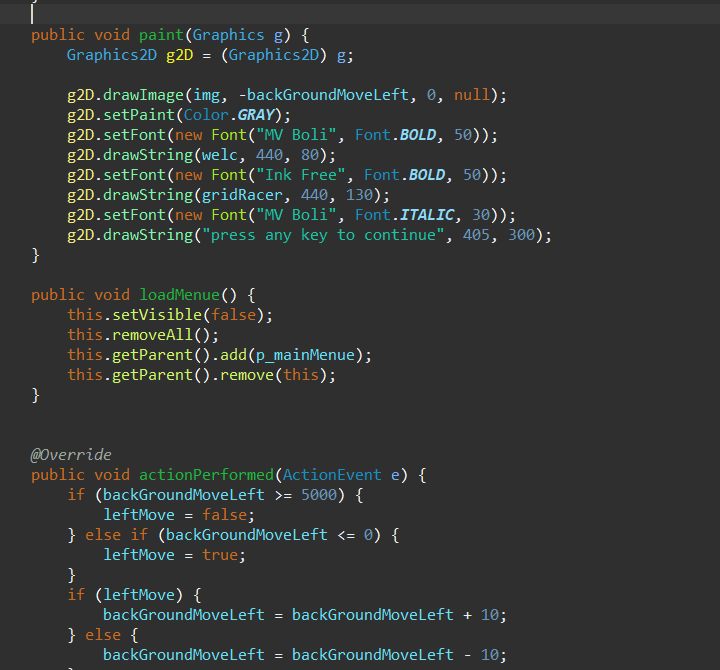 public void paint(Graphics g) {
Graphics2D g2D = (Graphics2D) g;
g2D.drawImage(img, -backGroundMoveLeft, 0, null);
g2D.setPaint(Color.GRAY);
g2D.setFont(new Font("MV Boli", Font.BOLD, 50));
g2D.drawString(welc, 440, 80);
g2D.setFont(new Font("Ink Free", Font.BOLD, 50));
g2D.drawString(gridRacer, 440, 130);
g2D.setFont(new Font("MV Boli", Font.ITALIC, 30));
g2D.drawString("press any key to continue", 405, 300);
}
public void loadMenue() {
this.setVisible(false);
this.removeAll();
this.getParent().add(p_mainMenue);
this.getParent().remove(this);
}
@Override
public void actionPerformed(ActionEvent e) {
if (backGroundMoveLeft >= 5000) {
leftMove = false;
} else if (backGroundMoveLeft <= 0) {
leftMove = true;
}
if (leftMove) {
backGroundMoveLeft = backGroundMoveLeft + 10;
} else {
backGroundMoveLeft = backGroundMoveLeft - 10;